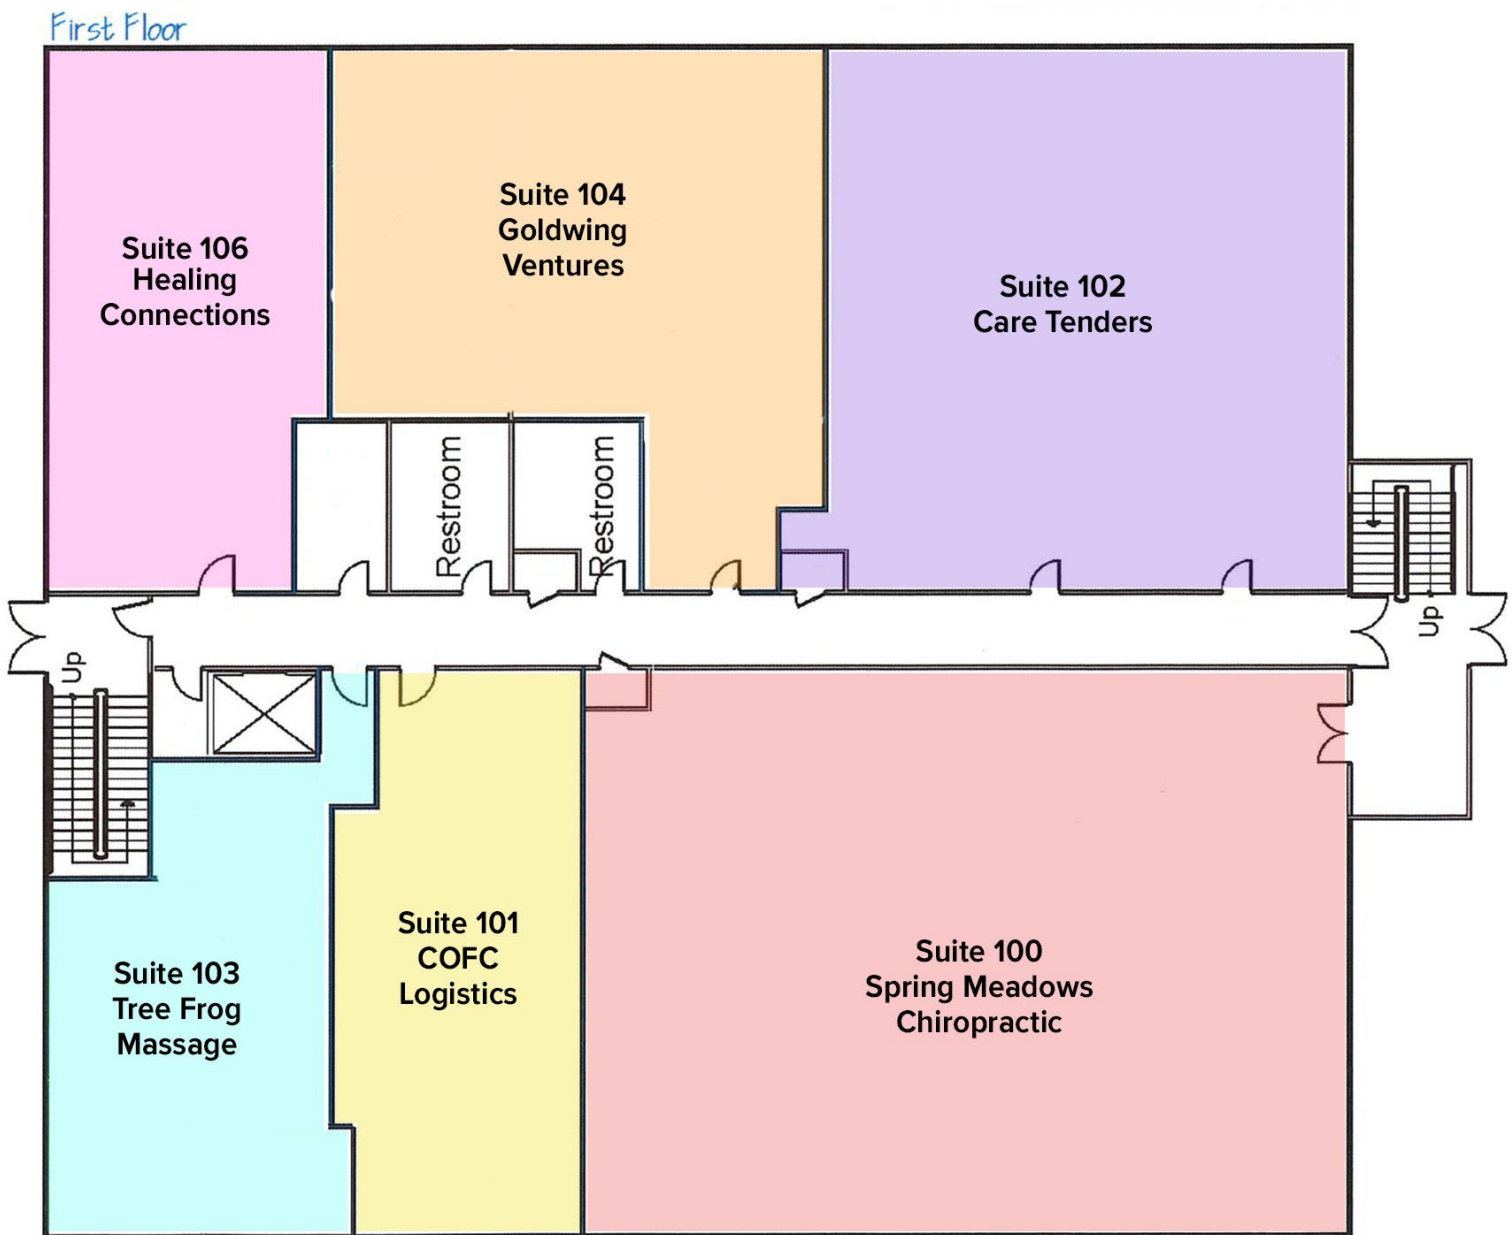 First Floor
Suite 106
Healing
Connections
Suite 104
Goldwing
Ventures
Suite 102
Care Tenders
Restroom
Restroom
Up
Up
Suite 103
Tree Frog
Massage
Suite 101
COFC
Logistics
Suite 100
Spring Meadows
Chiropractic